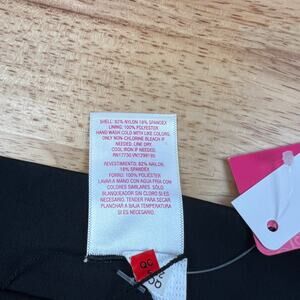 SHELL: 82% NYLON 18% SPANDEX
LINING: 100% POLYESTER
HAND WASH COLD WITH LIKE COLORS.
ONLY NON-CHLORINE BLEACH IF
NEEDED. LINE DRY.
COOL IRON IF NEEDED.
REVESTIMIENTO: 82% NAILON,
18% SPANDEX
FORRO: 100% POLIESTER
LAVAR A MANO CON AGUA FRIA CON
COLORES SIMILARES. SOLO
BLANQUEADOR SIN CLORO SI ES
NECESARIO. TENDER PARA SECAR.
PLANCHAR A BAJA TEMPERATURA
SI ES NECESARIO.
QC